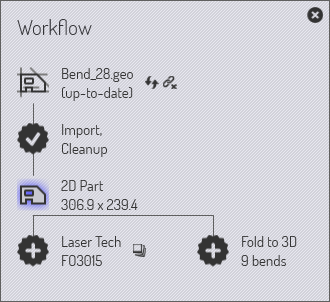 Workflow
Bend_28.geo
(up-to-date)
Import,
Cleanup
2D Part
306.9 x 239.4
Laser Tech
F03015
Fold to 3D
9 bends